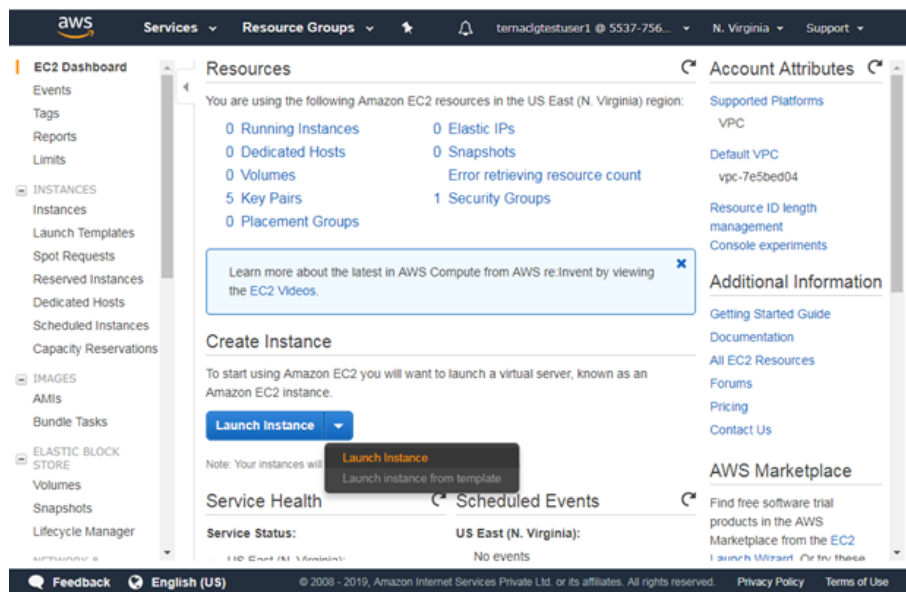 aws
Services
Resource Groups
ternaclgtestuser1 @ 5537-756...
N. Virginia
Support
EC2 Dashboard
Events
Tags
Reports
Limits
INSTANCES
Instances
Launch Templates
Spot Requests
Reserved Instances
Dedicated Hosts
Scheduled Instances
Capacity Reservations
IMAGES
AMIs
Bundle Tasks
ELASTIC BLOCK
STORE
Volumes
Snapshots
Lifecycle Manager
NETWORK &
Resources
You are using the following Amazon EC2 resources in the US East (N. Virginia) region:
0 Running Instances
0 Elastic IPs
0 Dedicated Hosts
0 Snapshots
0 Volumes
Error retrieving resource count
5 Key Pairs
1 Security Groups
0 Placement Groups
Learn more about the latest in AWS Compute from AWS re:Invent by viewing
the EC2 Videos.
Create Instance
To start using Amazon EC2 you will want to launch a virtual server, known as an
Amazon EC2 instance.
Launch Instance
Launch Instance
Launch instance from template
Note: Your instances will
Service Health
Service Status:
US East (N. Virginia):
Scheduled Events
US East (N. Virginia):
No events
Account Attributes
Supported Platforms
VPC
Default VPC
vpc-7e5bed04
Resource ID length
management
Console experiments
Additional Information
Getting Started Guide
Documentation
All EC2 Resources
Forums
Pricing
Contact Us
AWS Marketplace
Find free software trial
products in the AWS
Marketplace from the EC2
Launch Wizard. Or try these
Feedback
English (US)
© 2008 - 2019, Amazon Internet Services Private Ltd. or its affiliates. All rights reserved.
Privacy Policy
Terms of Use